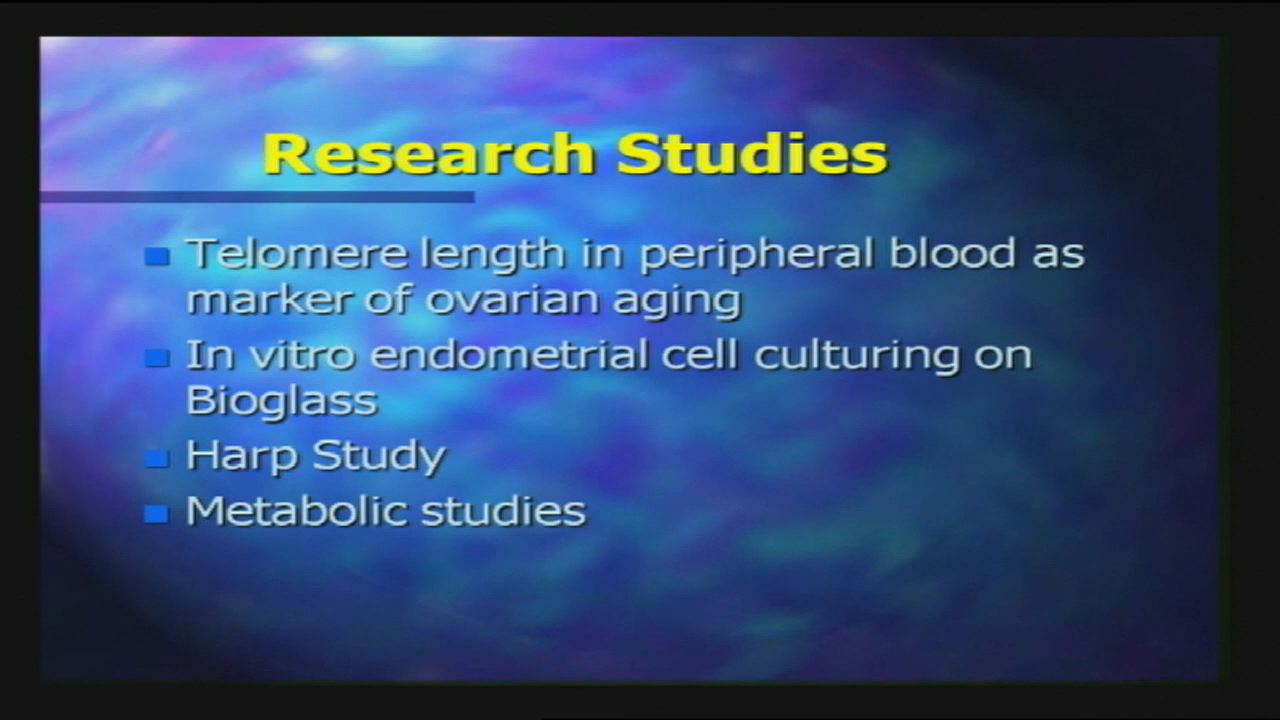 Research Studies
Telomere length in peripheral blood as
marker of ovarian aging
In vitro endometrial cell culturing on
Bioglass
Harp Study
Metabolic studies